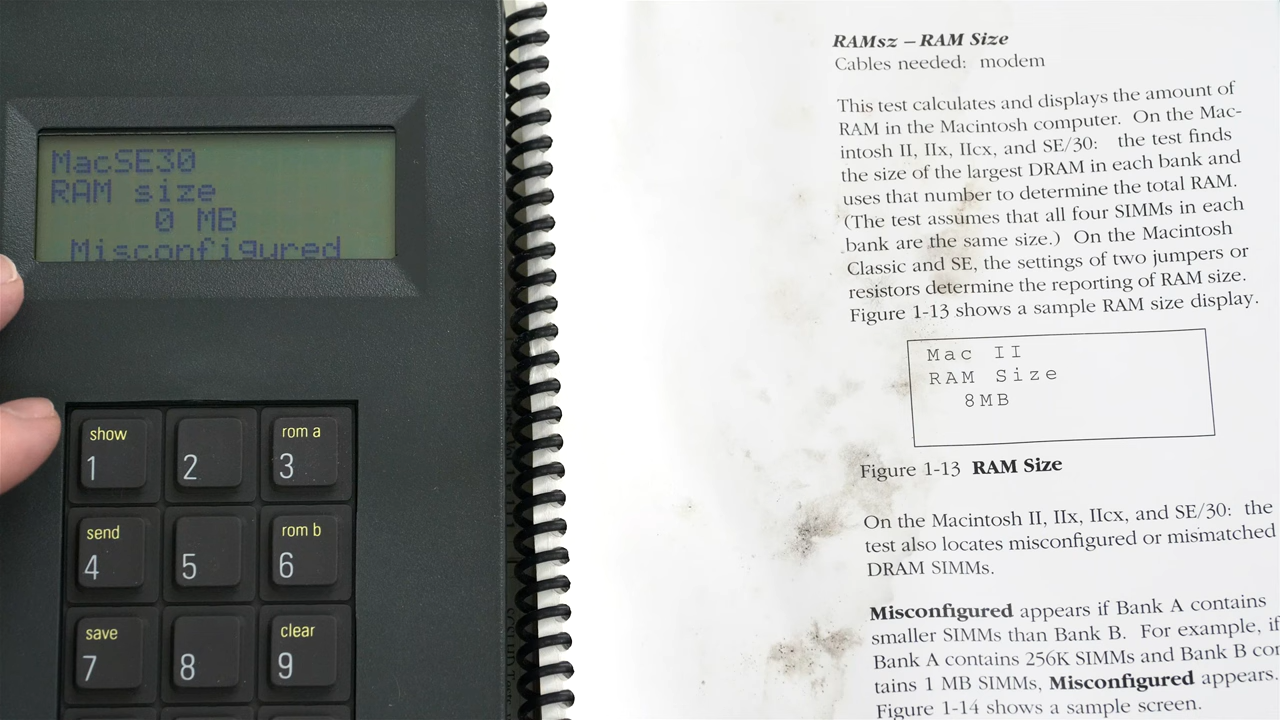 MacSE30
RAM size
0 MB
Misconfigured
show
1
2
rom a
3
send
4
5
rom b
6
save
7
8
clear
9
RAMsz – RAM Size
Cables needed: modem
This test calculates and displays the amount of
RAM in the Macintosh computer. On the Mac-
intosh II, IIx, IIcx, and SE/30: the test finds
the size of the largest DRAM in each bank and
uses that number to determine the total RAM.
(The test assumes that all four SIMMs in each
bank are the same size.) On the Macintosh
Classic and SE, the settings of two jumpers or
resistors determine the reporting of RAM size.
Figure 1-13 shows a sample RAM size display.
Mac II
RAM Size
8MB
Figure 1-13 RAM Size
On the Macintosh II, IIx, IIcx, and SE/30: the
test also locates misconfigured or mismatched
DRAM SIMMs.
Misconfigured appears if Bank A contains
smaller SIMMs than Bank B. For example, if
Bank A contains 256K SIMMs and Bank B con
tains 1 MB SIMMs, Misconfigured appears.
Figure 1-14 shows a sample screen.